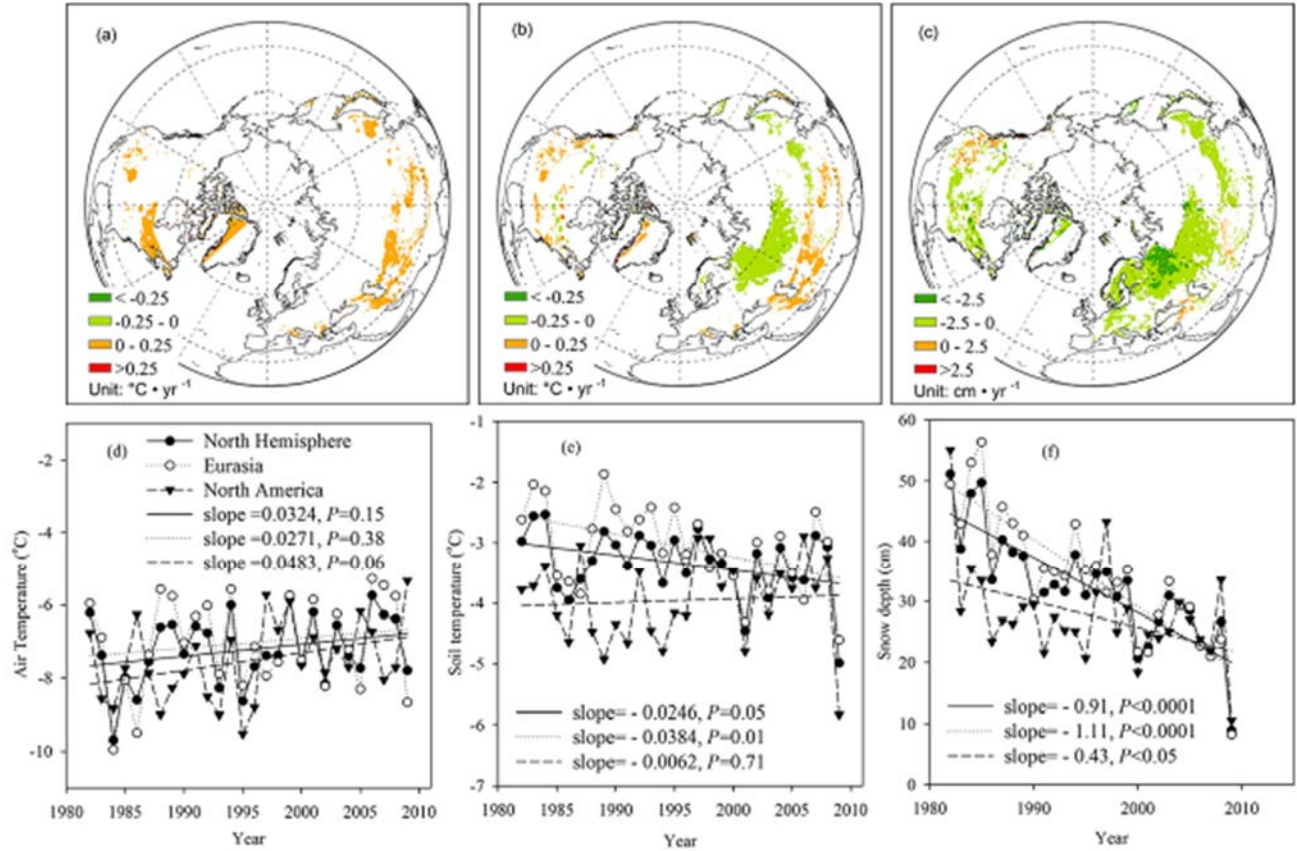 (a)
< -0.25
-0.25 - 0
0 - 0.25
>0.25
Unit: °C • yr -1
(b)
< -0.25
-0.25 - 0
0 - 0.25
>0.25
Unit: °C • yr -1
(c)
< -2.5
-2.5 - 0
0 - 2.5
>2.5
Unit: cm • yr -1
(d)
North Hemisphere
Eurasia
North America
slope =0.0324, P=0.15
slope =0.0271, P=0.38
slope =0.0483, P=0.06
Air Temperature (°C)
-2
-4
-6
-8
-10
1980 1985 1990 1995 2000 2005 2010
Year
(e)
Soil temperature (°C)
-1
-2
-3
-4
-5
-6
-7
slope= - 0.0246, P=0.05
slope= - 0.0384, P=0.01
slope= - 0.0062, P=0.71
1980 1985 1990 1995 2000 2005 2010
Year
(f)
Snow depth (cm)
60
50
40
30
20
10
0
slope= - 0.91, P<0.0001
slope= - 1.11, P<0.0001
slope= - 0.43, P<0.05
1980 1990 2000 2010
Year